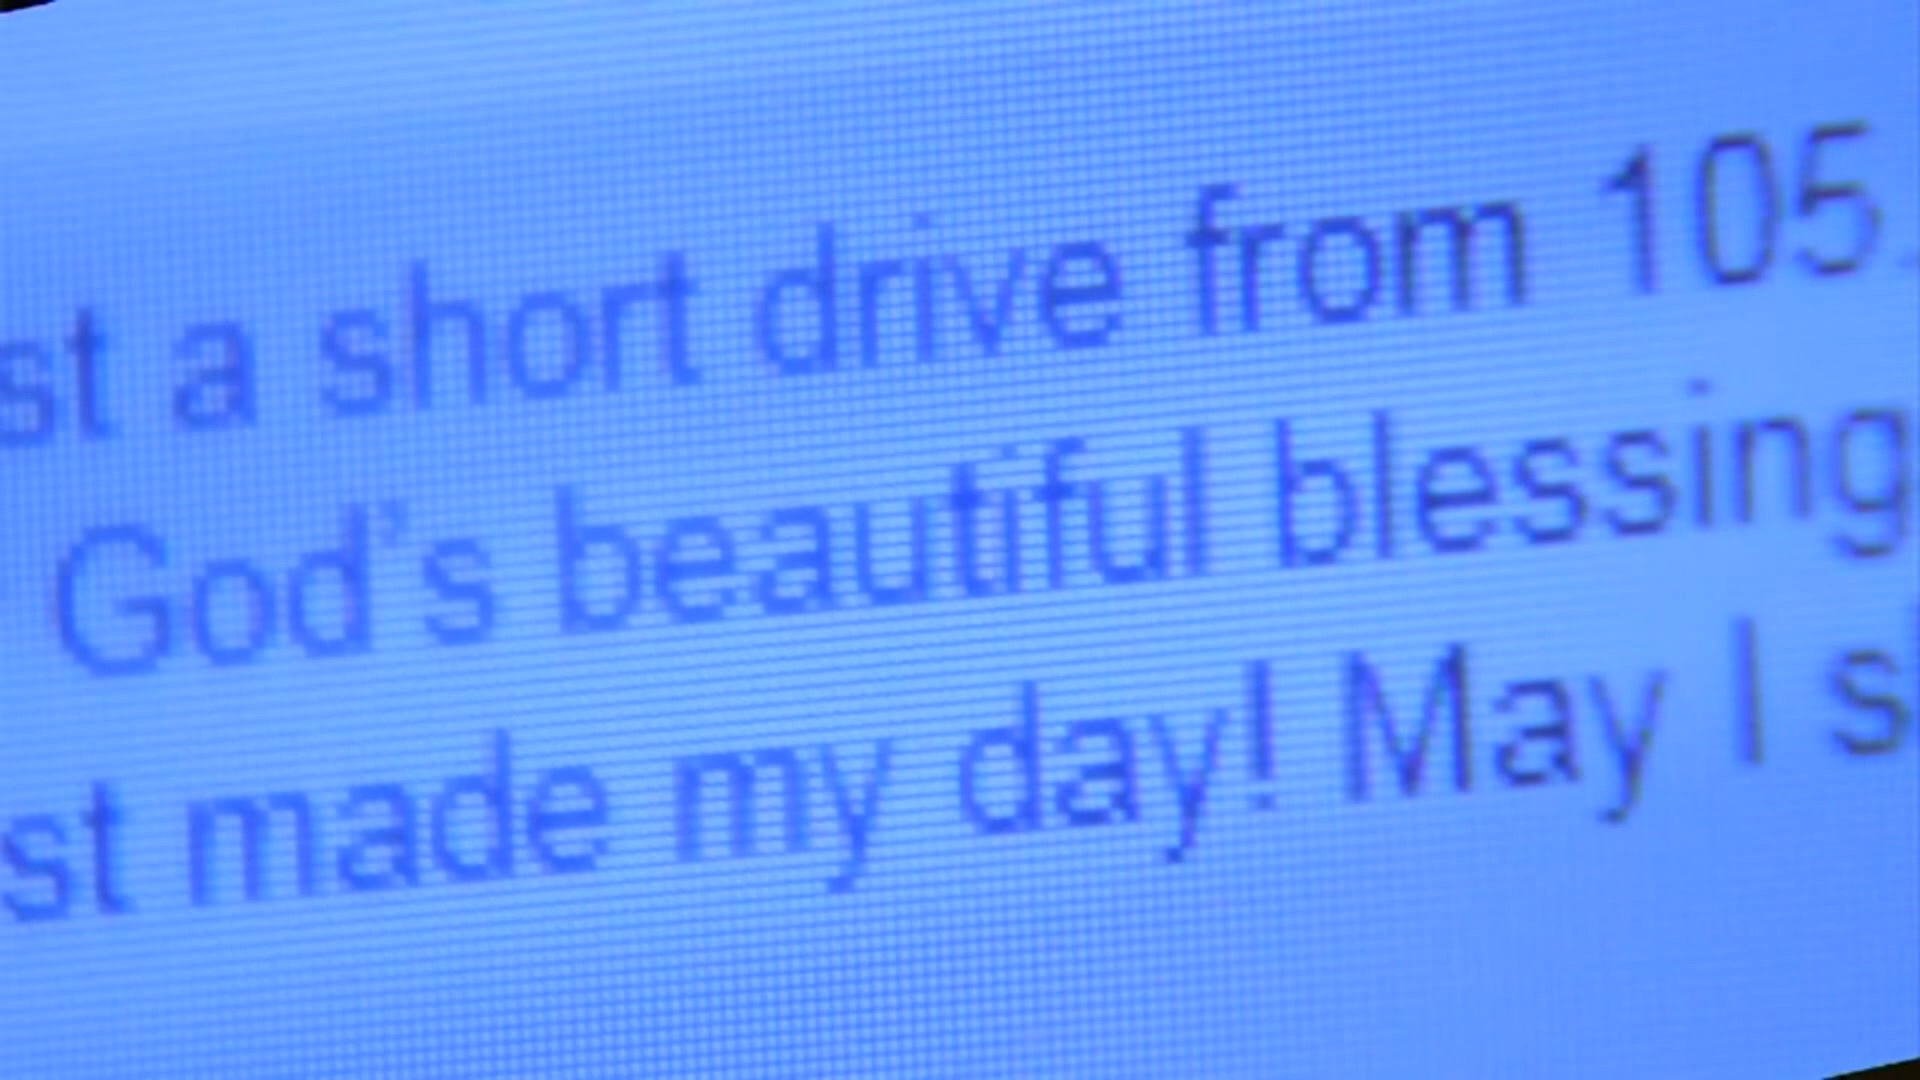 st a short drive from 105.
God's beautiful blessing
st made my day! May I s